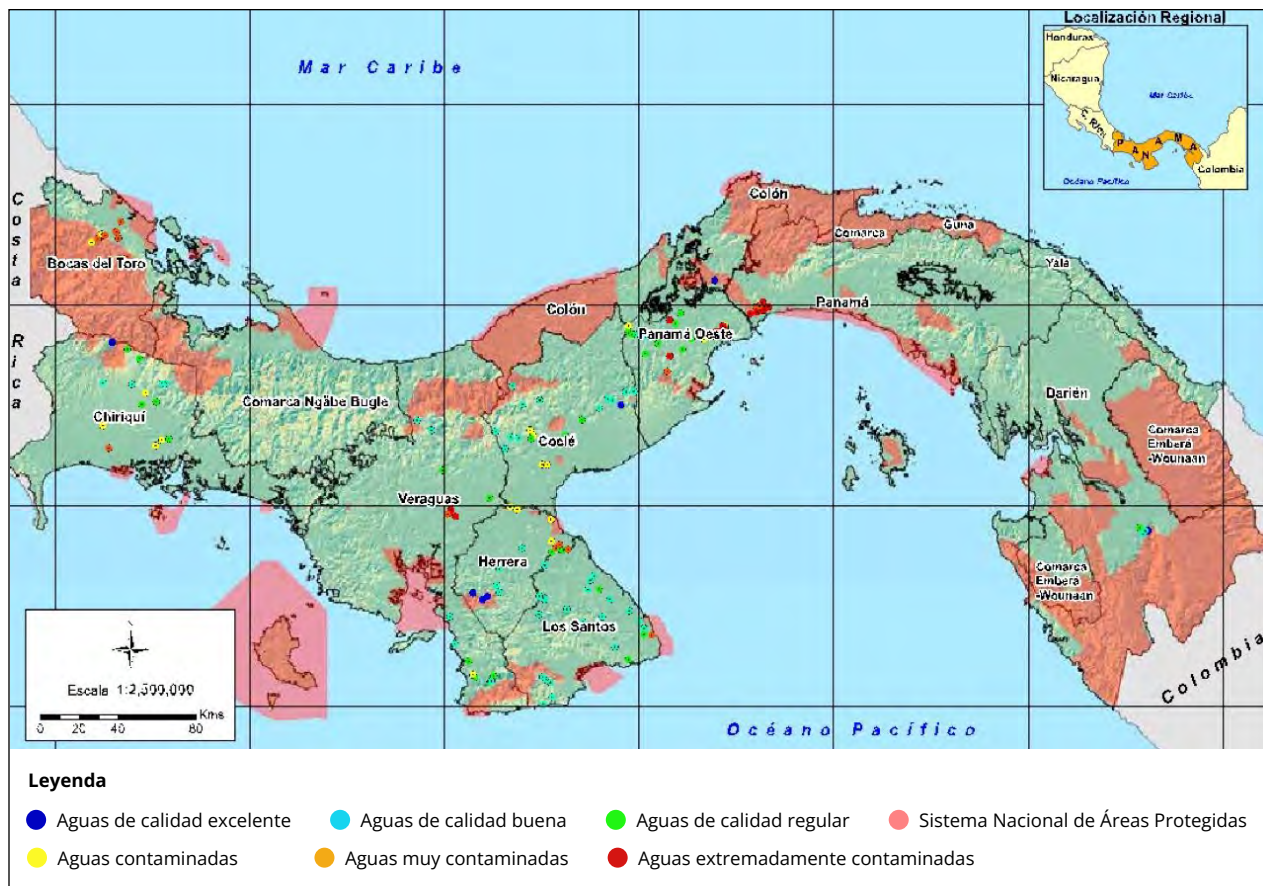 Localización Regional
Honduras
Nicaragua
Mar Caribe
C. Rica
P A N A M A
Colombia
Océano Pacífico
Mar Caribe
Costa Rica
Bocas del Toro
Chiriquí
Comarca Ngäbe Bugle
Veraguas
Colón
Coclé
Herrera
Los Santos
Panamá Oeste
Colón
Panamá
Comarca
Guna
Yala
Darién
Comarca
Emberá
-Wounaan
Comarca
Emberá
-Wounaan
Colombia
Océano Pacífico
Escala 1:2,500,000
0 20 40 80 Kms
Leyenda
Aguas de calidad excelente
Aguas de calidad buena
Aguas de calidad regular
Sistema Nacional de Áreas Protegidas
Aguas contaminadas
Aguas muy contaminadas
Aguas extremadamente contaminadas